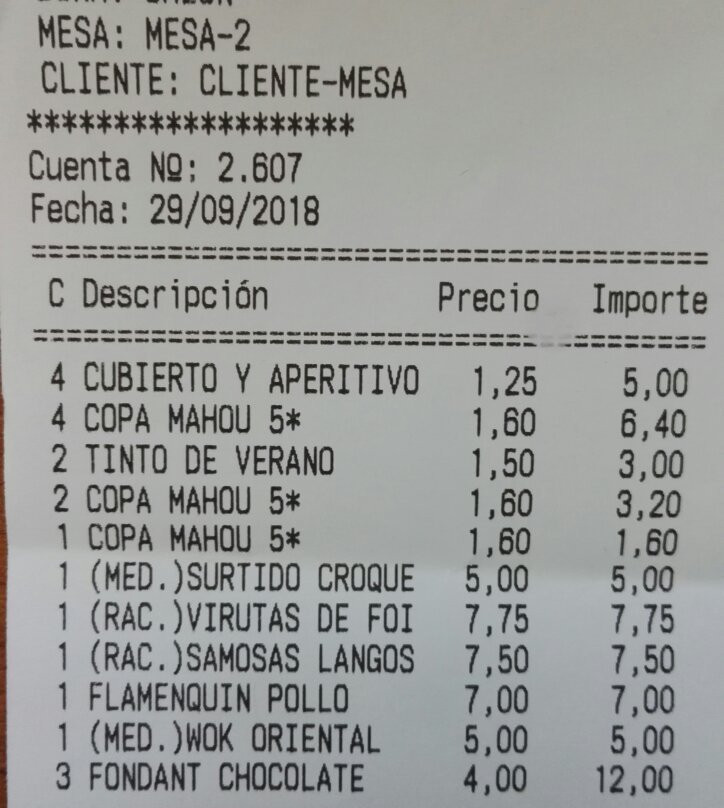 MESA: MESA-2
CLIENTE: CLIENTE-MESA
*******************
Cuenta Nº: 2.607
Fecha: 29/09/2018
========================================
C Descripción Precio Importe
========================================
4 CUBIERTO Y APERITIVO 1,25 5,00
4 COPA MAHOU 5* 1,60 6,40
2 TINTO DE VERANO 1,50 3,00
2 COPA MAHOU 5* 1,60 3,20
1 COPA MAHOU 5* 1,60 1,60
1 (MED.)SURTIDO CROQUE 5,00 5,00
1 (RAC.)VIRUTAS DE FOI 7,75 7,75
1 (RAC.)SAMOSAS LANGOS 7,50 7,50
1 FLAMENQUIN POLLO 7,00 7,00
1 (MED.)WOK ORIENTAL 5,00 5,00
3 FONDANT CHOCOLATE 4,00 12,00